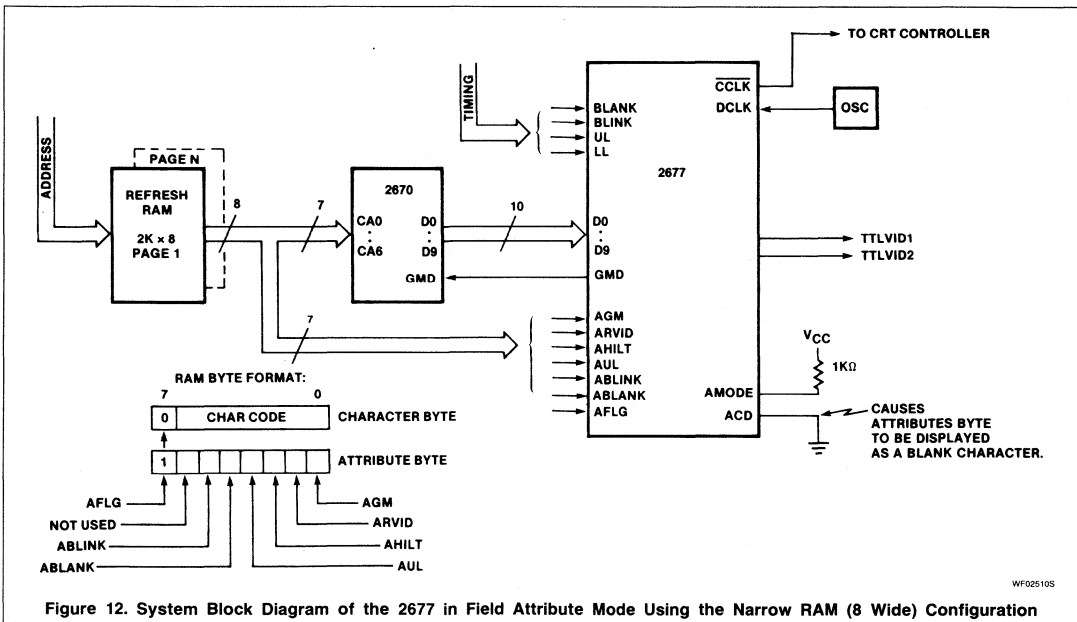 TO CRT CONTROLLER
CCLK
DCLK
OSC
TIMING
BLANK
BLINK
UL
LL
2677
ADDRESS
PAGE N
REFRESH
RAM
2K × 8
PAGE 1
8
7
2670
CA0
:
CA6
D0
:
D9
GMD
10
D0
:
D9
GMD
TTLVID1
TTLVID2
7
AGM
ARVID
AHILT
AUL
ABLINK
ABLANK
AFLG
VCC
1KΩ
AMODE
ACD
CAUSES
ATTRIBUTES BYTE
TO BE DISPLAYED
AS A BLANK CHARACTER.
RAM BYTE FORMAT:
7 0
0 CHAR CODE CHARACTER BYTE
1 ATTRIBUTE BYTE
AFLG
NOT USED
ABLINK
ABLANK
AGM
ARVID
AHILT
AUL
WF02510S
Figure 12. System Block Diagram of the 2677 in Field Attribute Mode Using the Narrow RAM (8 Wide) Configuration